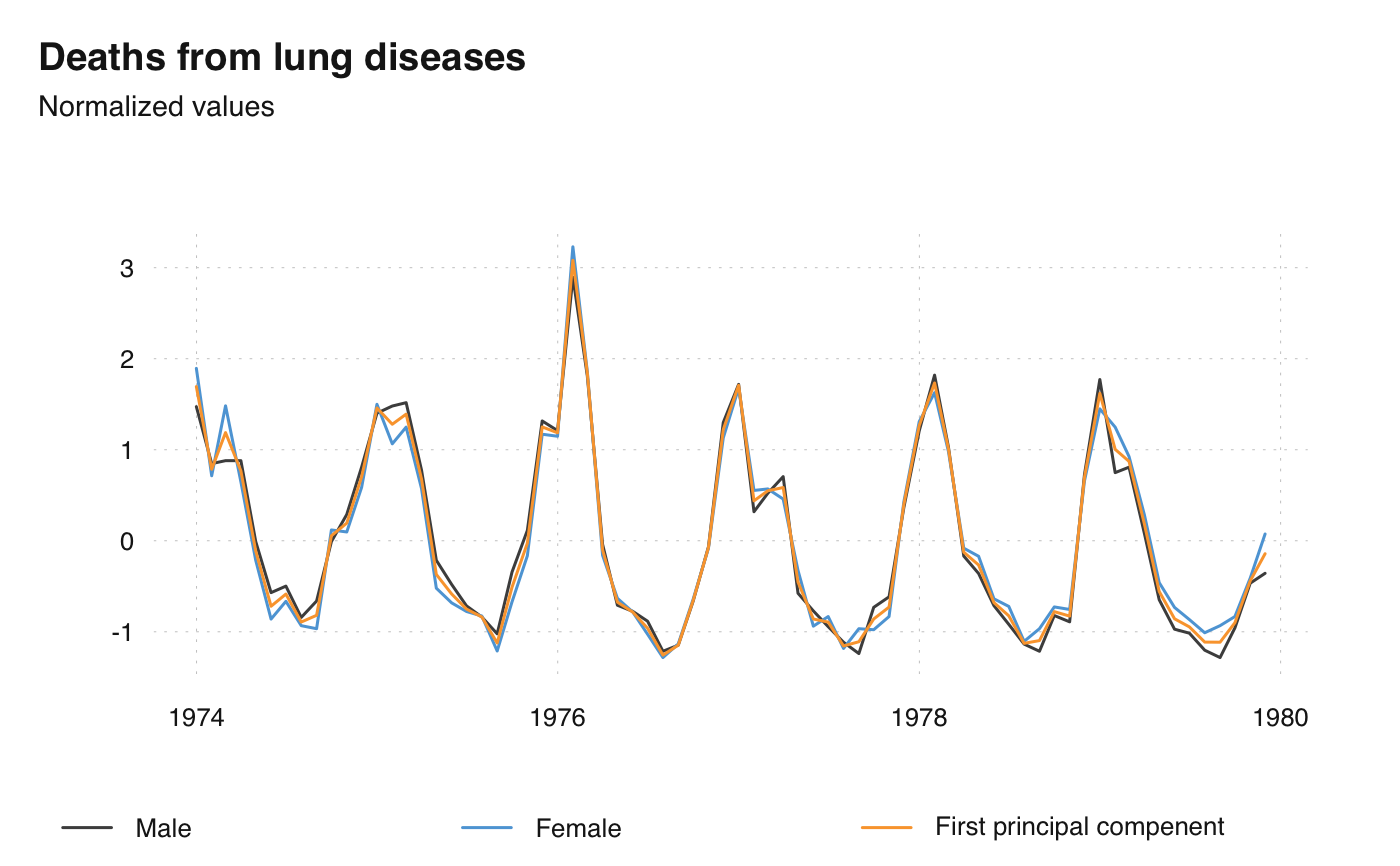 Deaths from lung diseases
Normalized values
3
2
1
0
-1
1974 1976 1978 1980
Male Female First principal compenent